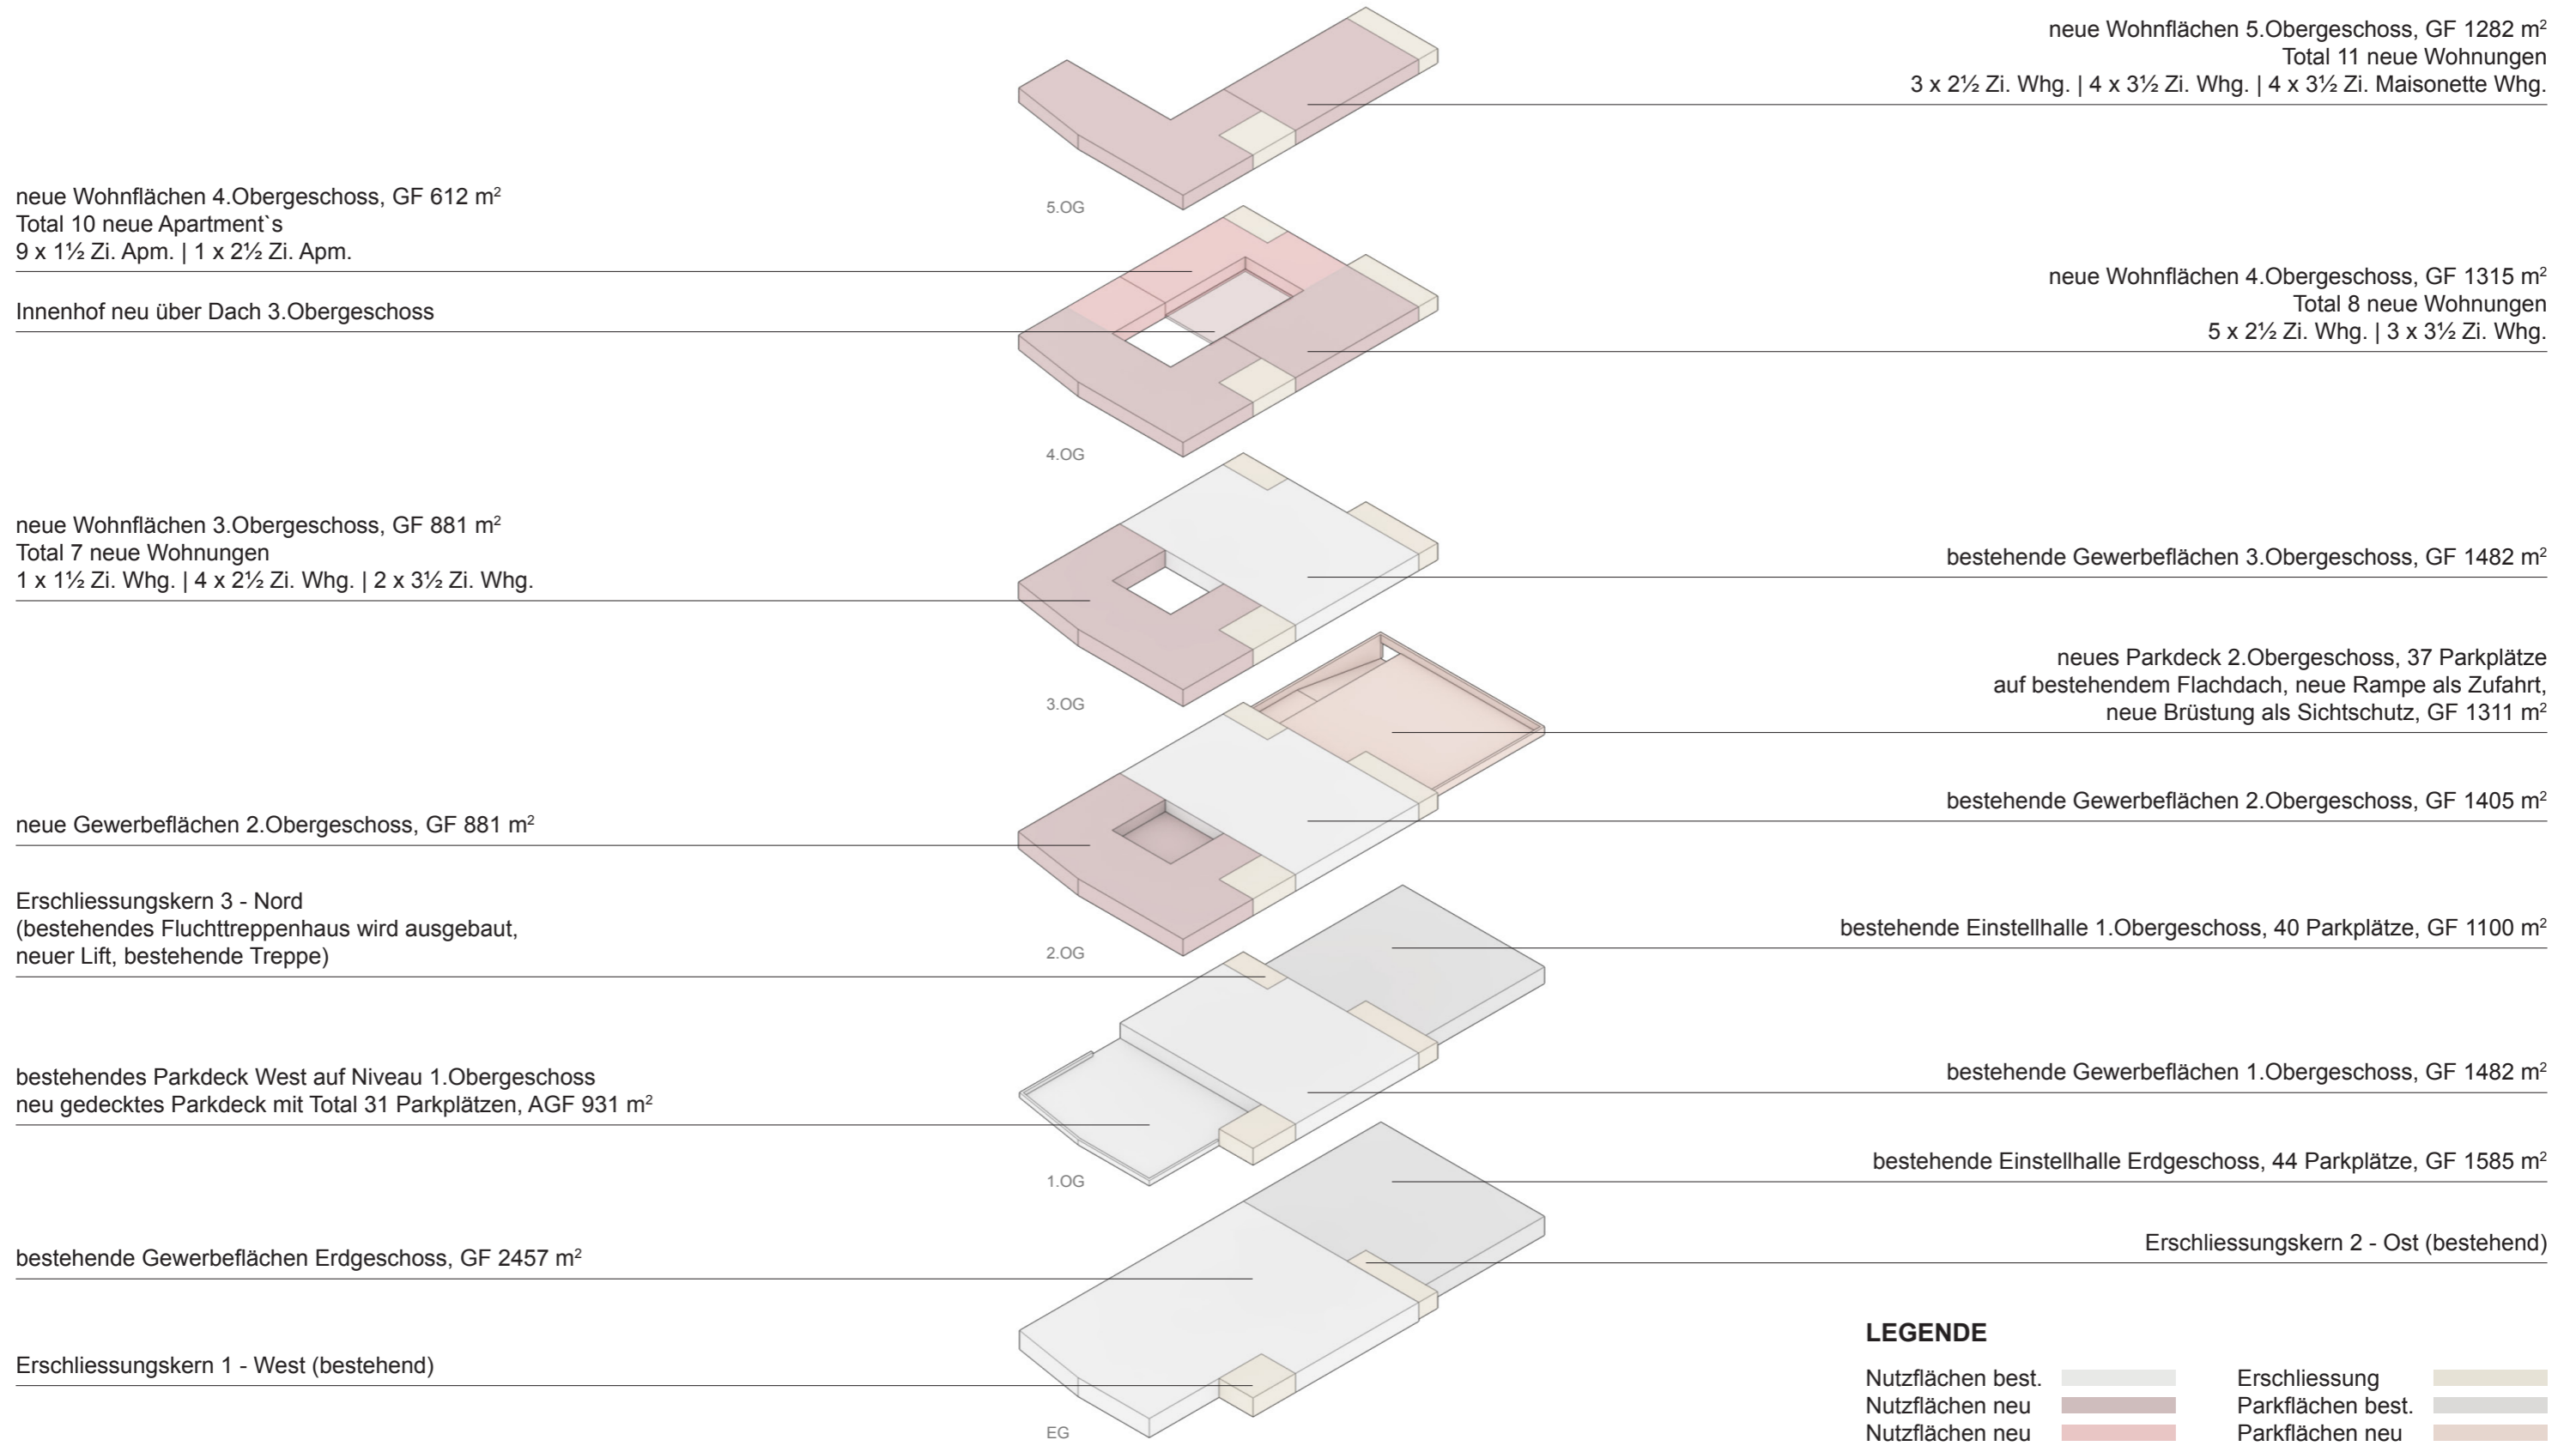 neue Wohnflächen 5.Obergeschoss, GF 1282 m²
Total 11 neue Wohnungen
3 x 2½ Zi. Whg. | 4 x 3½ Zi. Whg. | 4 x 3½ Zi. Maisonette Whg.
neue Wohnflächen 4.Obergeschoss, GF 612 m²
Total 10 neue Apartment`s
9 x 1½ Zi. Apm. | 1 x 2½ Zi. Apm.
5.OG
Innenhof neu über Dach 3.Obergeschoss
neue Wohnflächen 4.Obergeschoss, GF 1315 m²
Total 8 neue Wohnungen
5 x 2½ Zi. Whg. | 3 x 3½ Zi. Whg.
4.OG
neue Wohnflächen 3.Obergeschoss, GF 881 m²
Total 7 neue Wohnungen
1 x 1½ Zi. Whg. | 4 x 2½ Zi. Whg. | 2 x 3½ Zi. Whg.
bestehende Gewerbeflächen 3.Obergeschoss, GF 1482 m²
neues Parkdeck 2.Obergeschoss, 37 Parkplätze
auf bestehendem Flachdach, neue Rampe als Zufahrt,
neue Brüstung als Sichtschutz, GF 1311 m²
3.OG
bestehende Gewerbeflächen 2.Obergeschoss, GF 1405 m²
neue Gewerbeflächen 2.Obergeschoss, GF 881 m²
Erschliessungskern 3 - Nord
(bestehendes Fluchttreppenhaus wird ausgebaut,
neuer Lift, bestehende Treppe)
bestehende Einstellhalle 1.Obergeschoss, 40 Parkplätze, GF 1100 m²
2.OG
bestehendes Parkdeck West auf Niveau 1.Obergeschoss
neu gedecktes Parkdeck mit Total 31 Parkplätzen, AGF 931 m²
bestehende Gewerbeflächen 1.Obergeschoss, GF 1482 m²
bestehende Einstellhalle Erdgeschoss, 44 Parkplätze, GF 1585 m²
1.OG
Erschliessungskern 2 - Ost (bestehend)
bestehende Gewerbeflächen Erdgeschoss, GF 2457 m²
Erschliessungskern 1 - West (bestehend)
EG
LEGENDE
Nutzflächen best.
Nutzflächen neu
Nutzflächen neu
Erschliessung
Parkflächen best.
Parkflächen neu